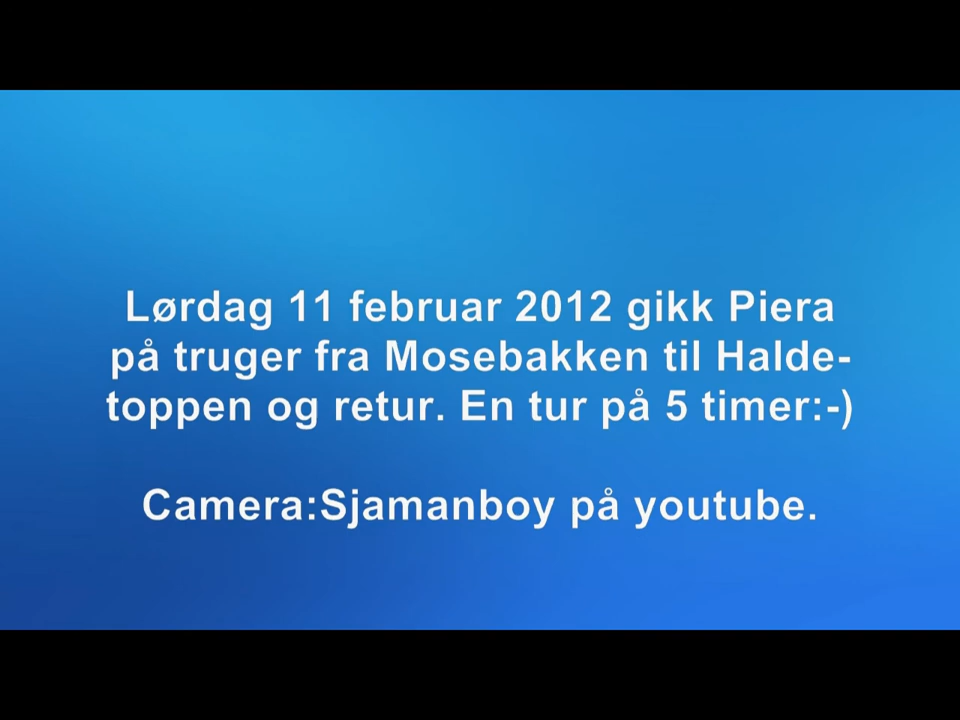 Lørdag 11 februar 2012 gikk Piera
på truger fra Mosebakken til Halde-
toppen og retur. En tur på 5 timer:-)
Camera:Sjamanboy på youtube.